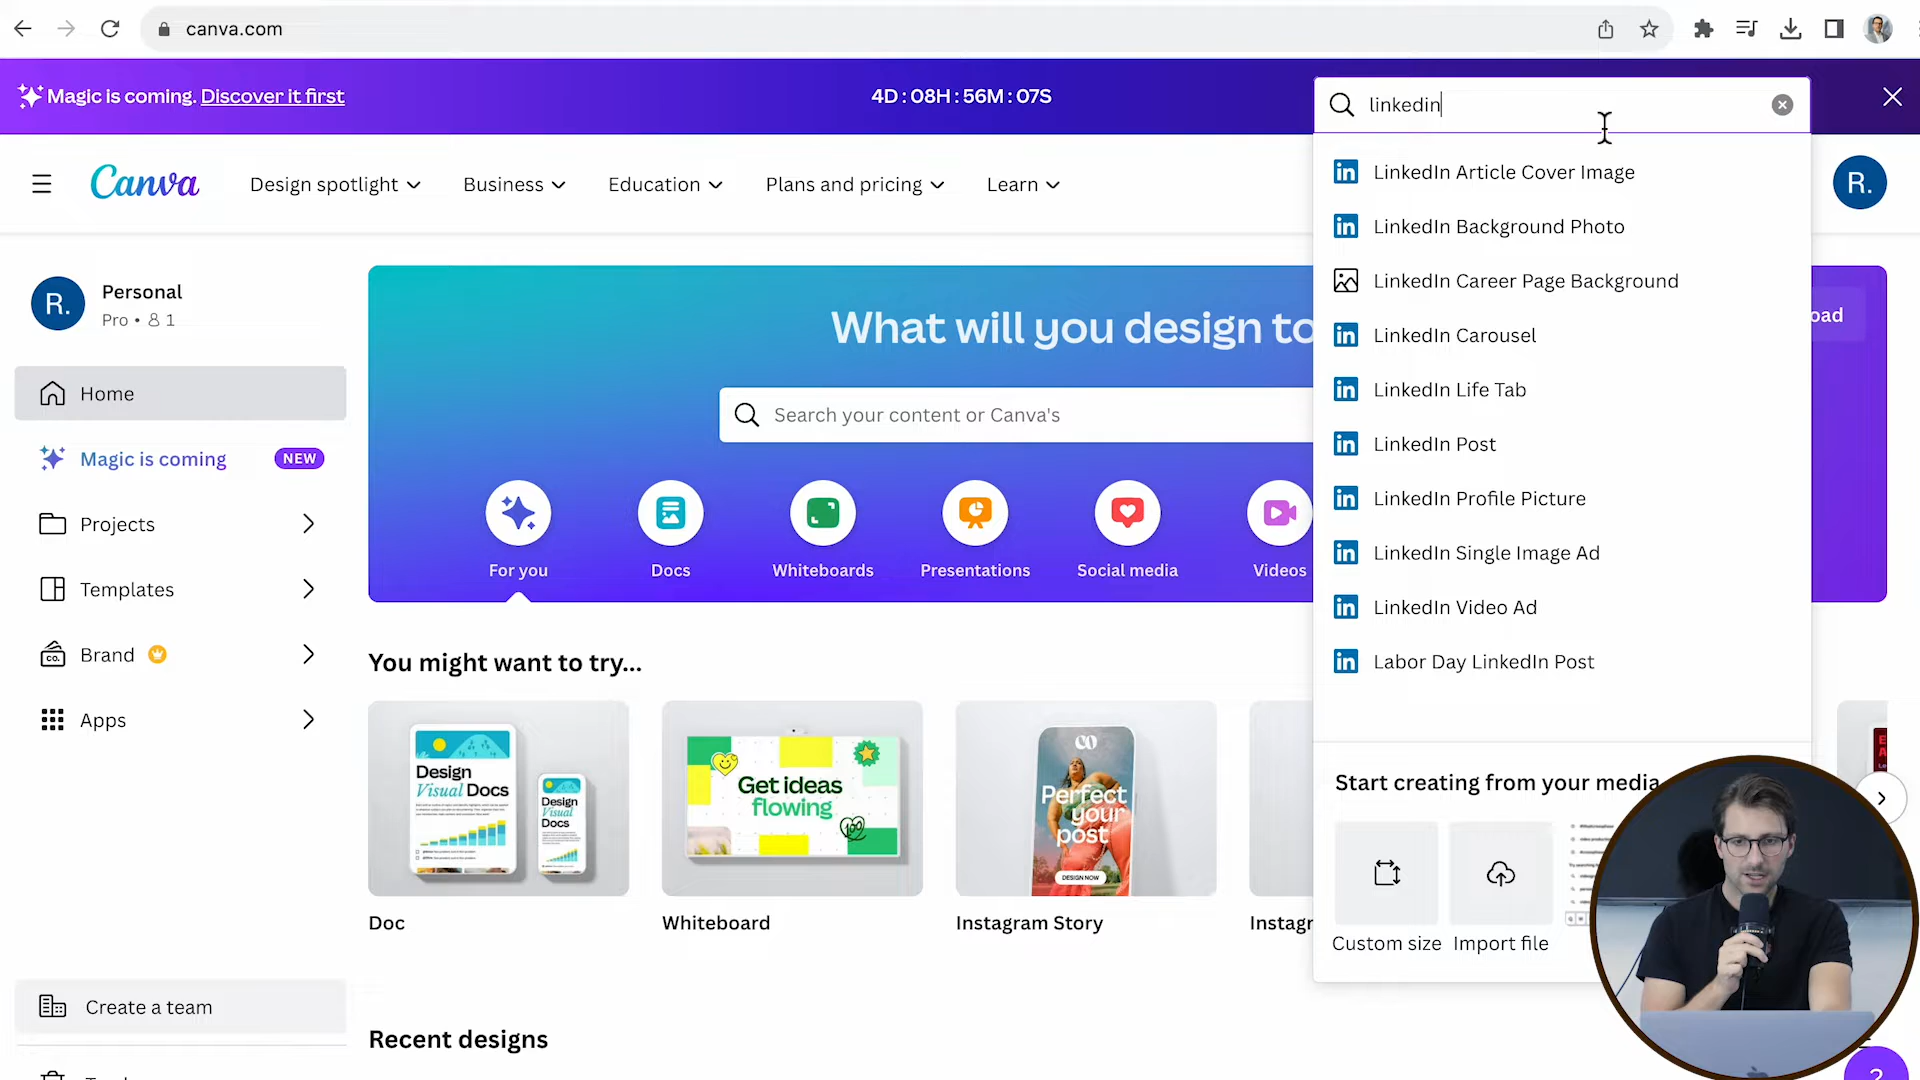 canva.com
Magic is coming. Discover it first
4D : 08H : 56M : 07S
linkedin
Canva
Design spotlight
Business
Education
Plans and pricing
Learn
R.
LinkedIn Article Cover Image
LinkedIn Background Photo
LinkedIn Career Page Background
LinkedIn Carousel
LinkedIn Life Tab
LinkedIn Post
LinkedIn Profile Picture
LinkedIn Single Image Ad
LinkedIn Video Ad
Labor Day LinkedIn Post
Start creating from your media
Custom size
Import file
R.
Personal
Pro • 1
Home
Magic is coming
NEW
Projects
Templates
Brand
Apps
Create a team
What will you design to
oad
Search your content or Canva's
For you
Docs
Whiteboards
Presentations
Social media
Videos
You might want to try...
Design
Visual Docs
Design
Visual
Docs
Get ideas
flowing
100
Perfect
your
post
DESIGN NOW
Doc
Whiteboard
Instagram Story
Instagr
Recent designs
?